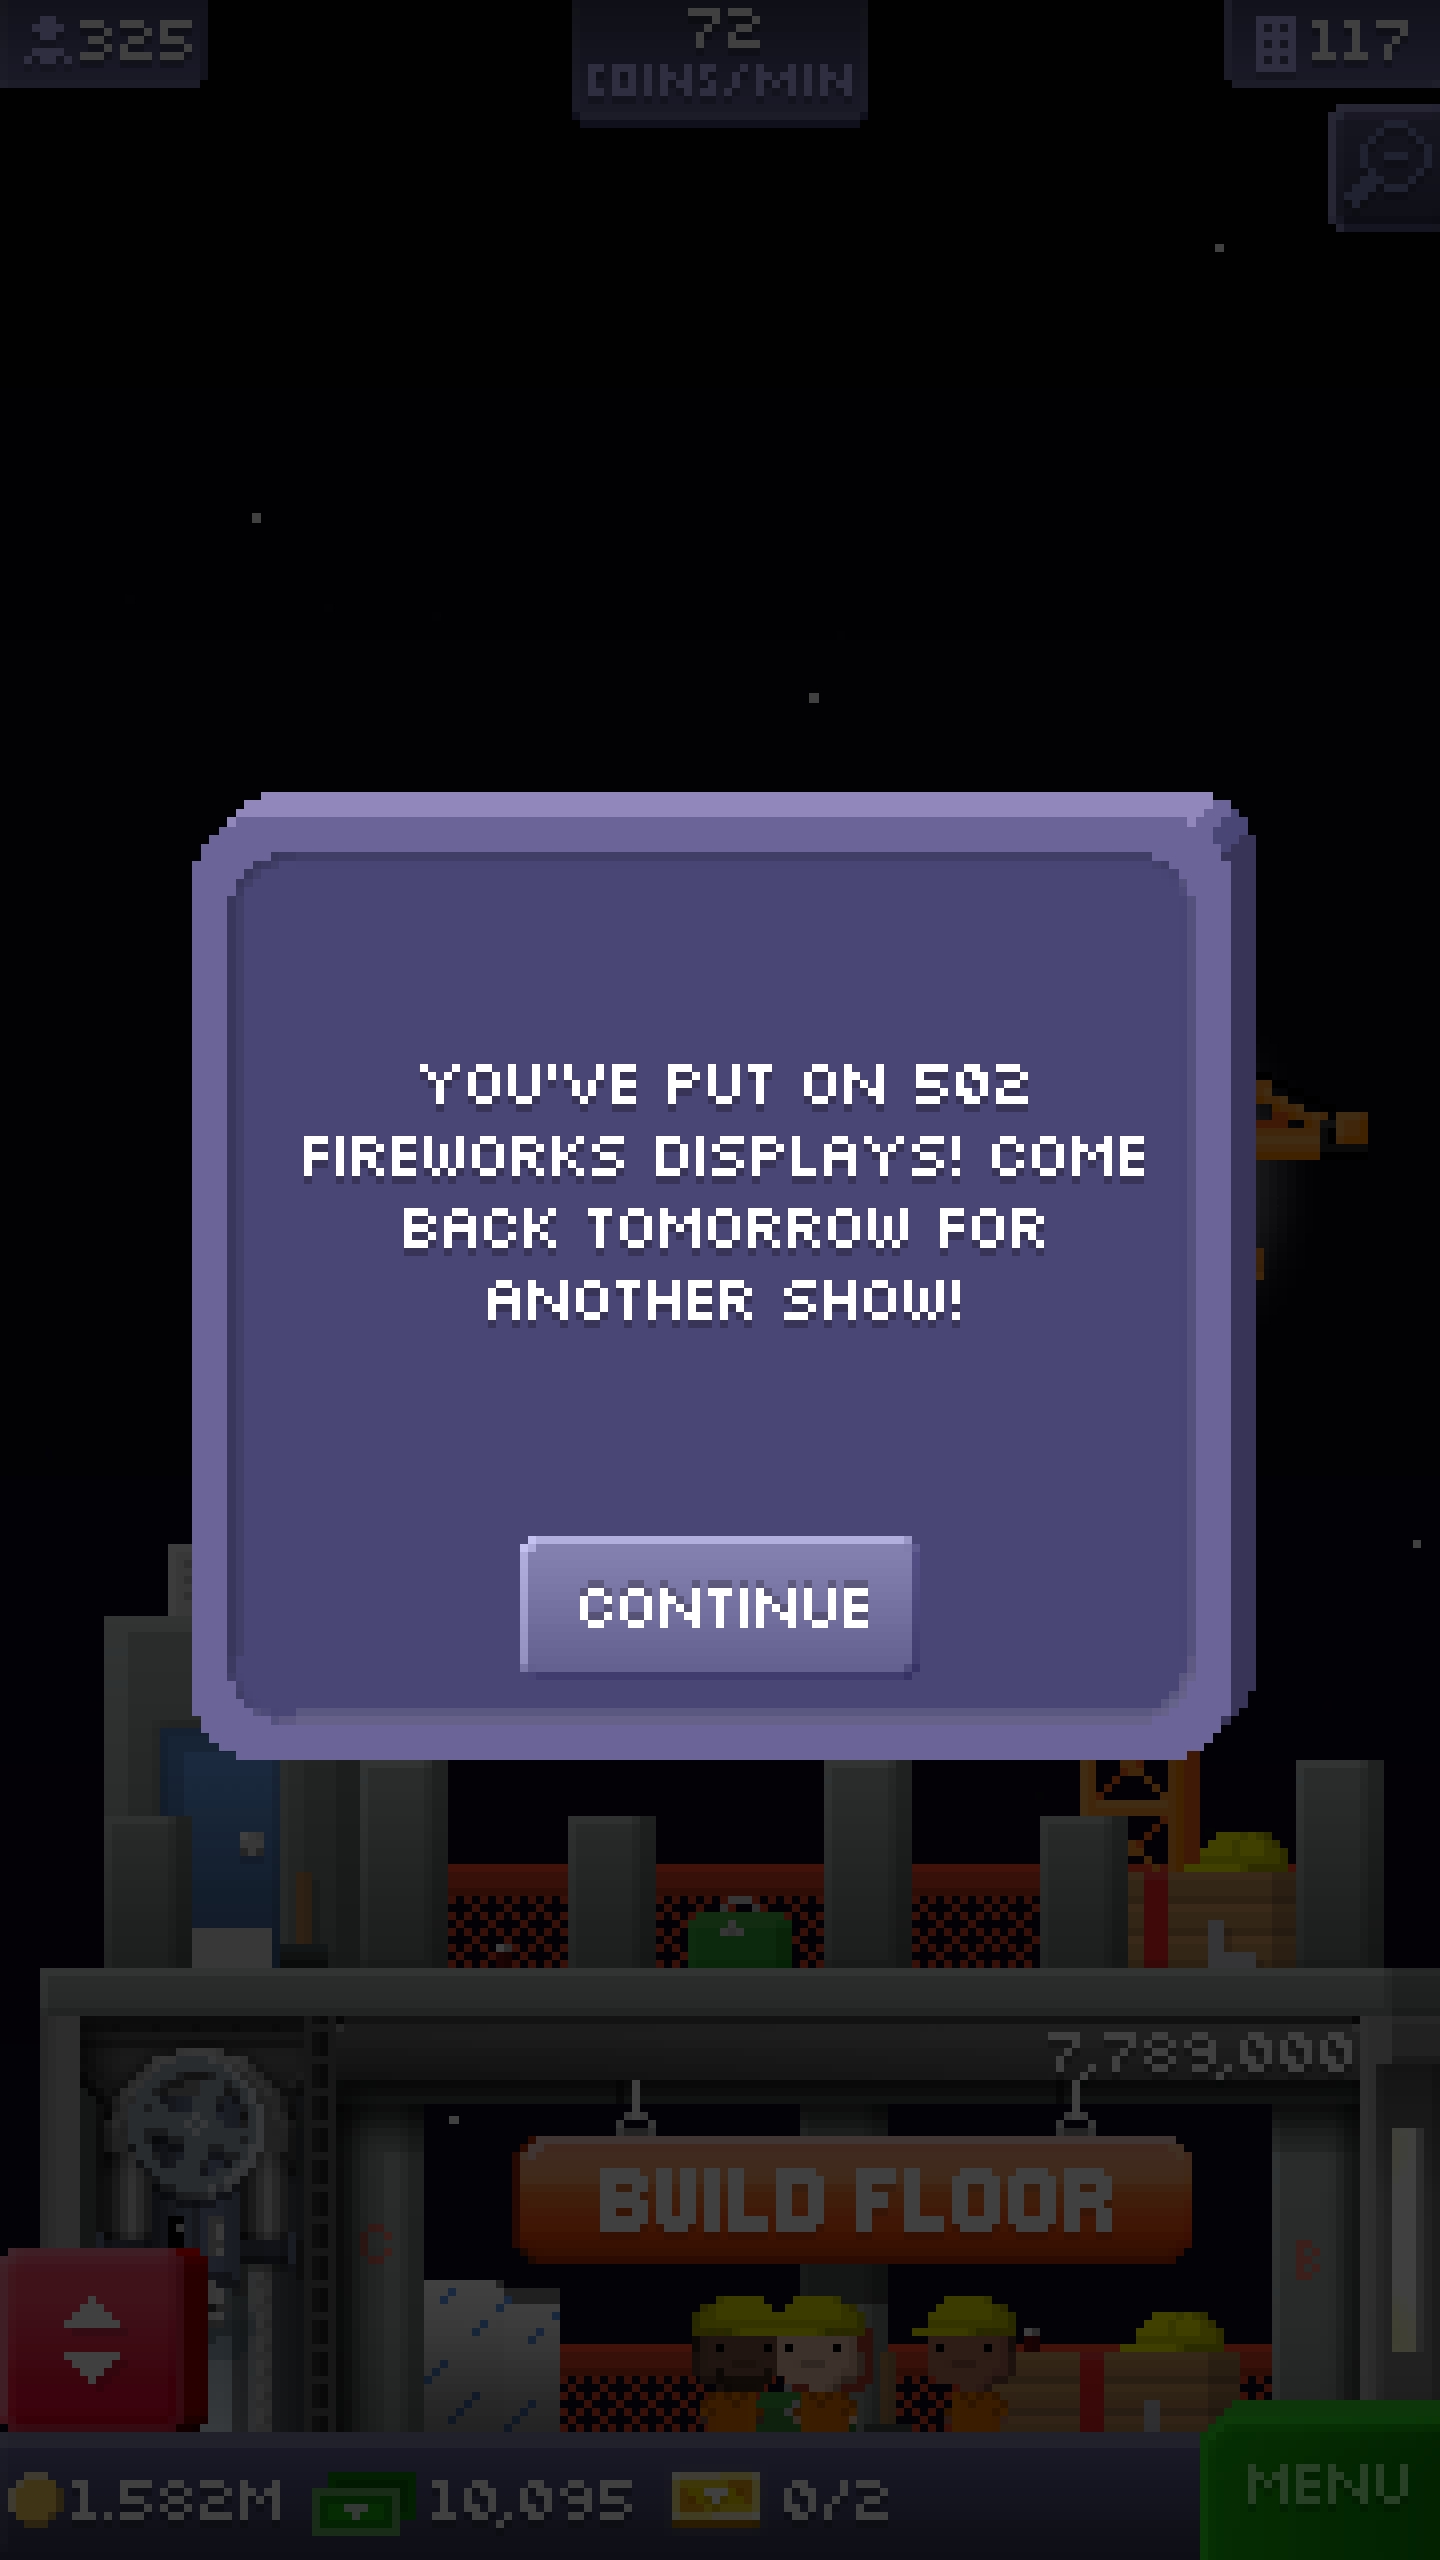 325
72
COINS/MIN
117
YOU'VE PUT ON 502
FIREWORKS DISPLAYS! COME
BACK TOMORROW FOR
ANOTHER SHOW!
CONTINUE
7,789,000
BUILD FLOOR
C
B
1.582M
10,095
0/2
MENU